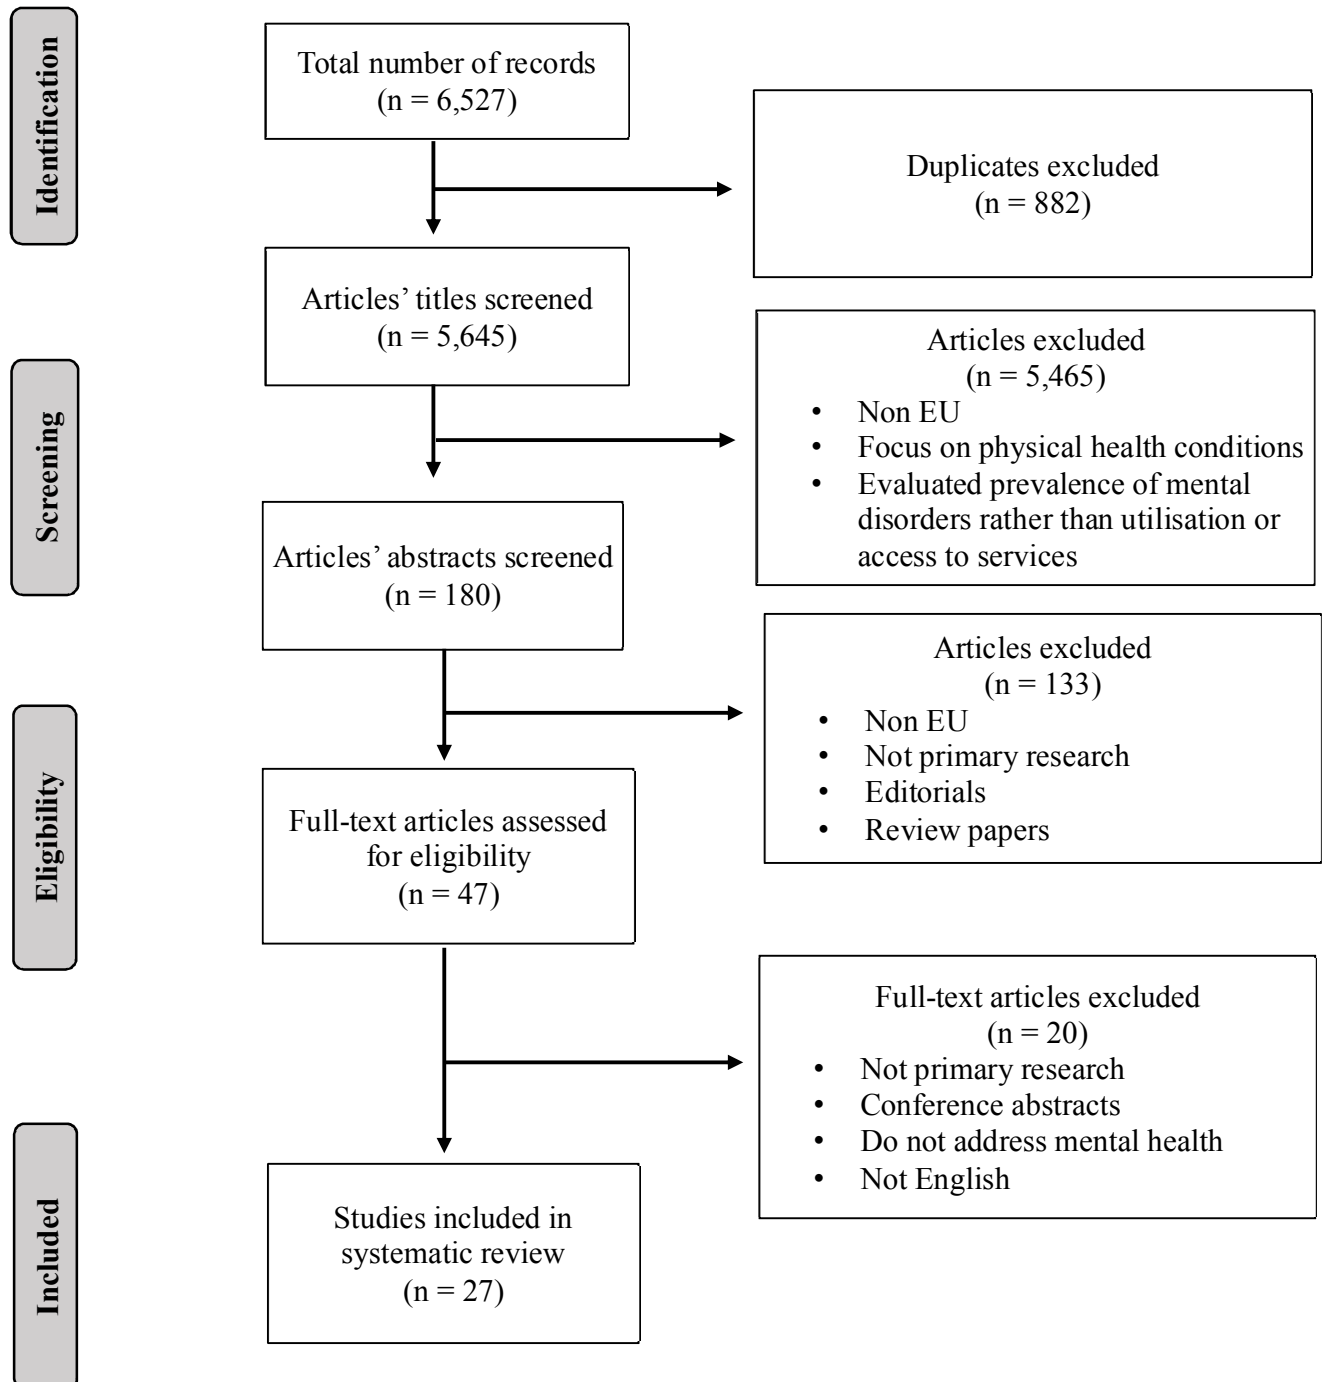 Identification
Total number of records
(n = 6,527)
Duplicates excluded
(n = 882)
Articles’ titles screened
(n = 5,645)
Screening
Articles excluded
(n = 5,465)
• Non EU
• Focus on physical health conditions
• Evaluated prevalence of mental
disorders rather than utilisation or
access to services
Articles’ abstracts screened
(n = 180)
Articles excluded
(n = 133)
• Non EU
• Not primary research
• Editorials
• Review papers
Eligibility
Full-text articles assessed
for eligibility
(n = 47)
Full-text articles excluded
(n = 20)
• Not primary research
• Conference abstracts
• Do not address mental health
• Not English
Included
Studies included in
systematic review
(n = 27)